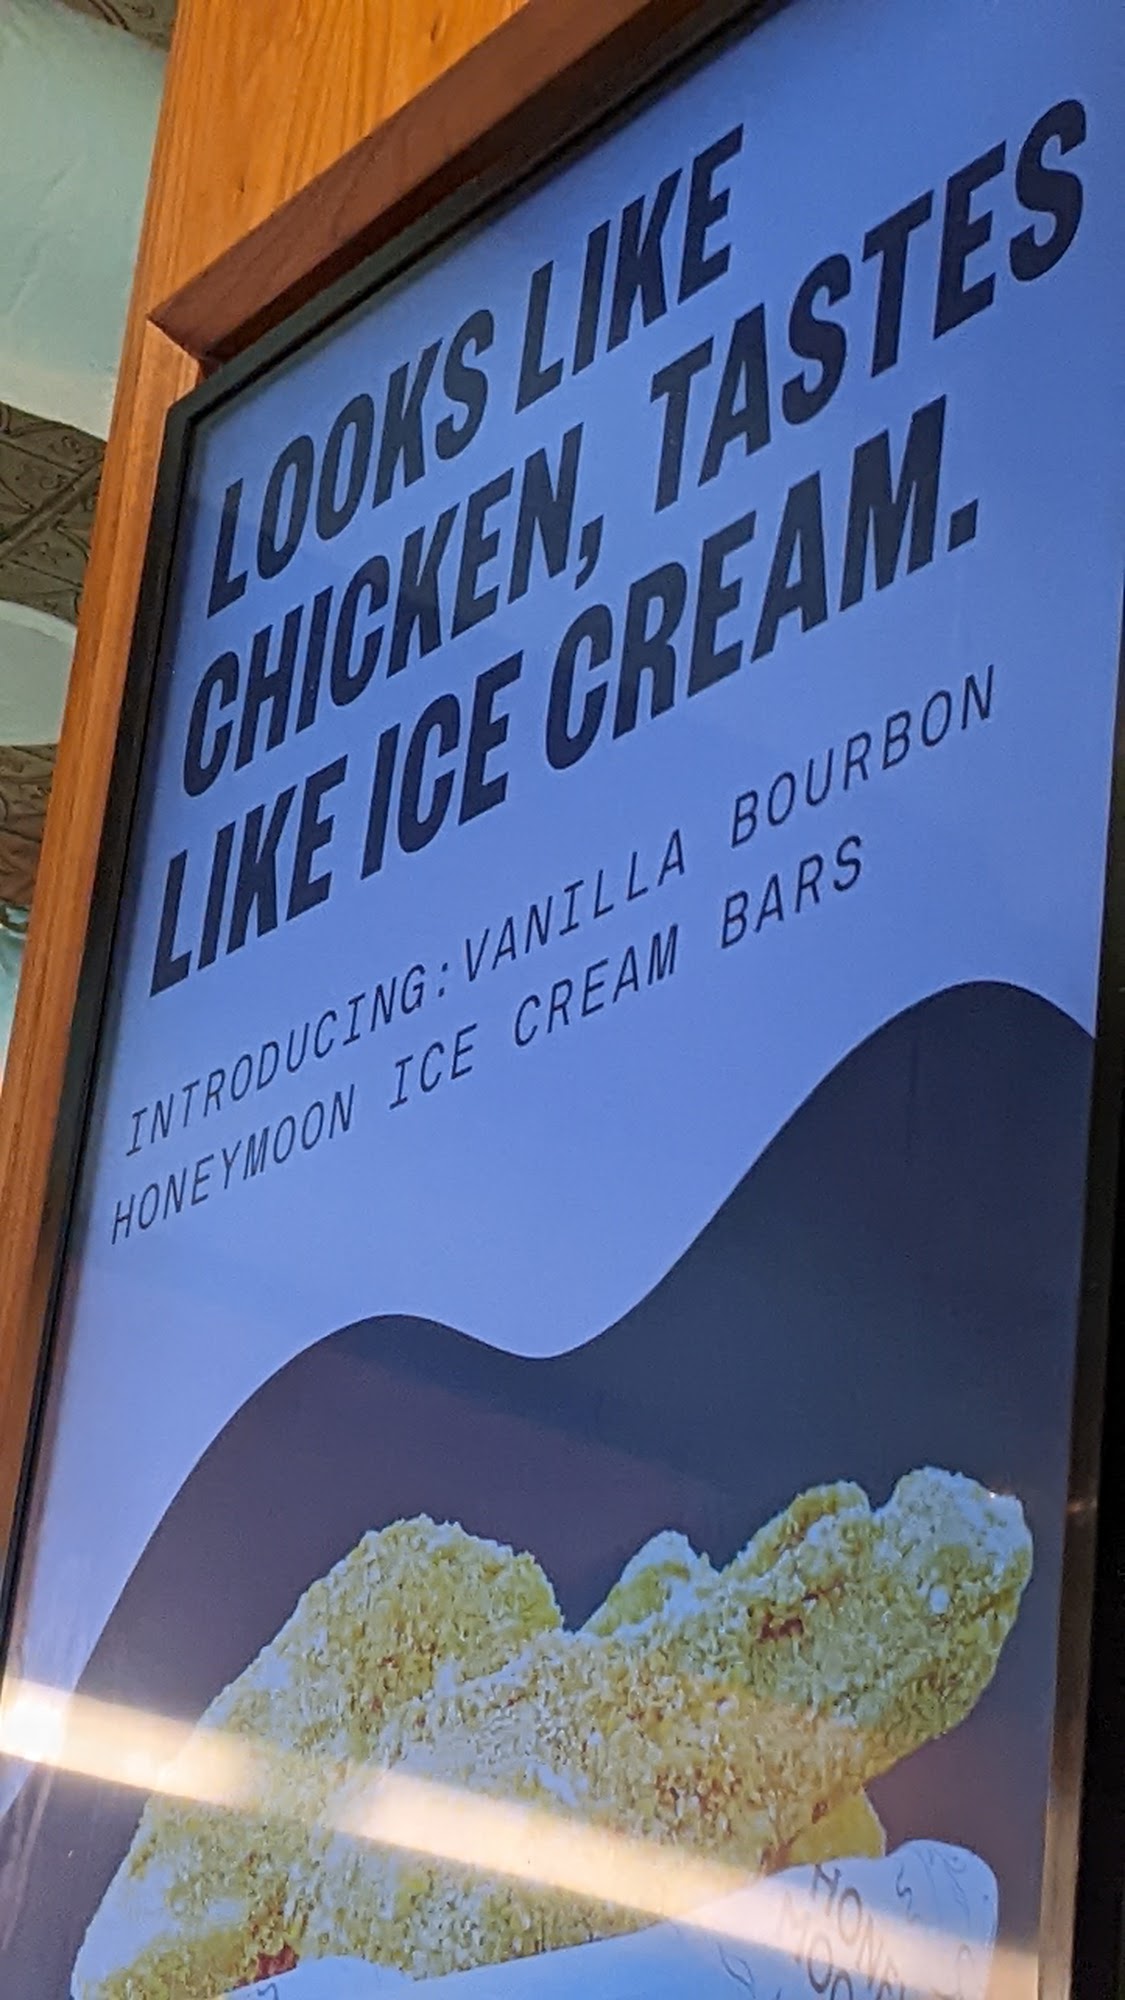 LOOKS LIKE
CHICKEN, TASTES
LIKE ICE CREAM.
INTRODUCING: VANILLA BOURBON
HONEYMOON ICE CREAM BARS